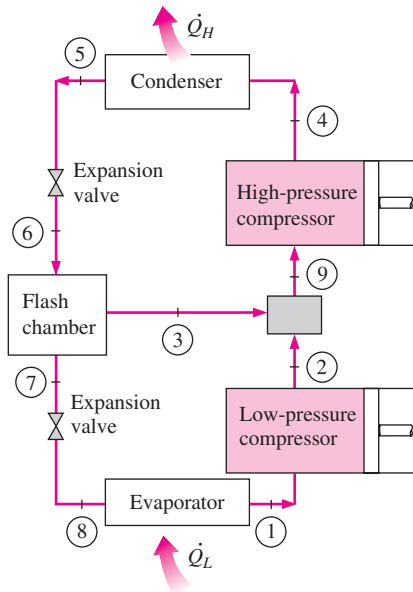 Q̇H
5
Condenser
4
Expansion
valve
High-pressure
compressor
6
9
Flash
chamber
3
7
2
Expansion
valve
Low-pressure
compressor
Evaporator
8
1
Q̇L